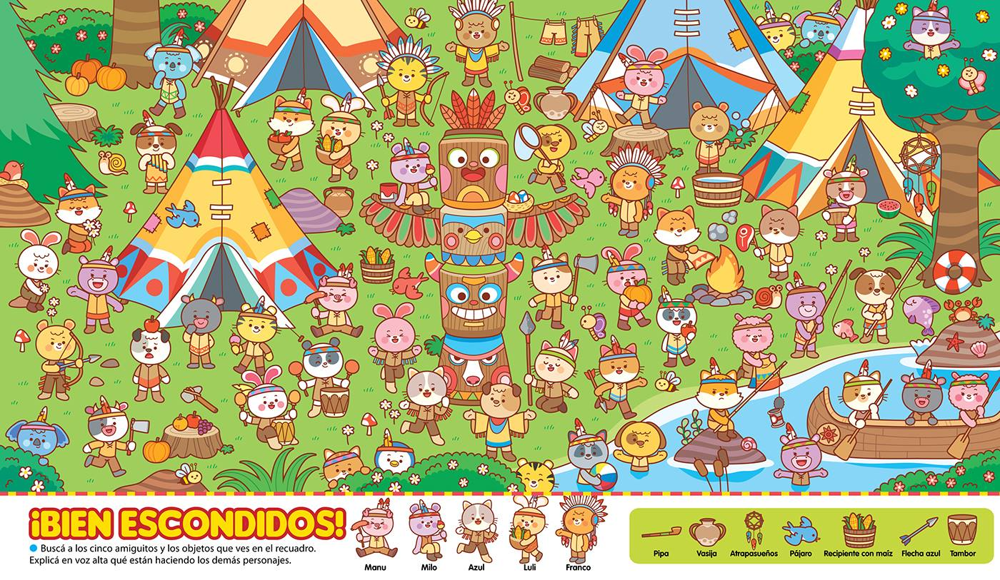 ¡BIEN ESCONDIDOS!
Buscá a los cinco amiguitos y los objetos que ves en el recuadro.
Explicá en voz alta qué están haciendo los demás personajes.
Manu
Milo
Azul
Luli
Franco
Pipa
Vasija
Atrapasueños
Pájaro
Recipiente con maíz
Flecha azul
Tambor